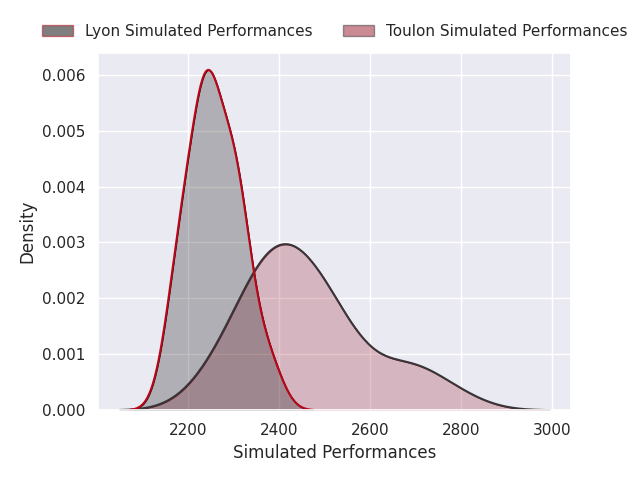 Lyon Simulated Performances
Toulon Simulated Performances
0.006
0.005
0.004
0.003
0.002
0.001
0.000
Density
2200 2400 2600 2800 3000
Simulated Performances